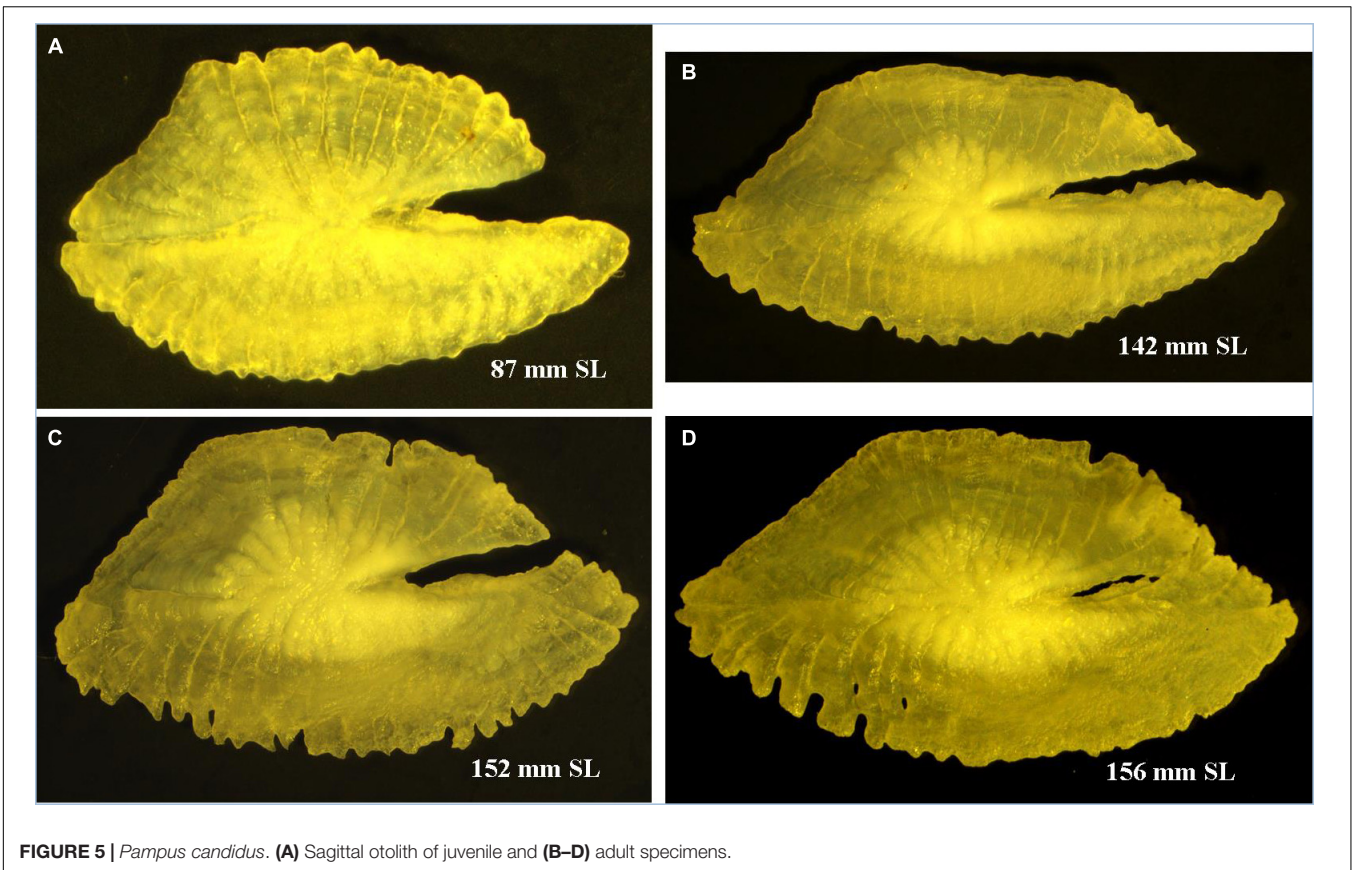 A
B
87 mm SL
142 mm SL
C
D
152 mm SL
156 mm SL
FIGURE 5 | Pampus candidus. (A) Sagittal otolith of juvenile and (B–D) adult specimens.